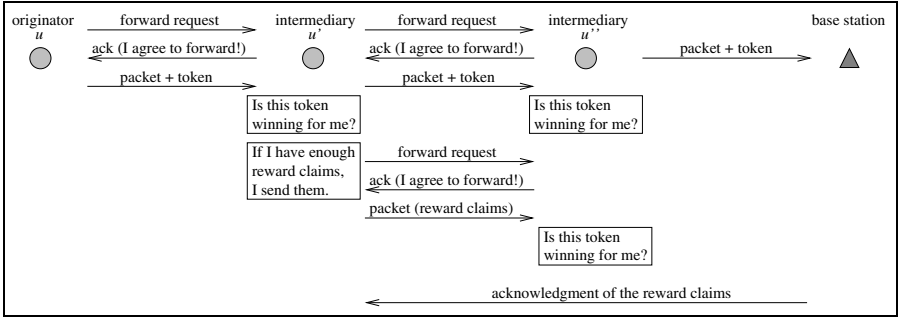 originator
u
forward request
intermediary
u'
forward request
intermediary
u''
base station
ack (I agree to forward!)
ack (I agree to forward!)
packet + token
packet + token
packet + token
Is this token
winning for me?
Is this token
winning for me?
If I have enough
reward claims,
I send them.
forward request
ack (I agree to forward!)
packet (reward claims)
Is this token
winning for me?
acknowledgment of the reward claims